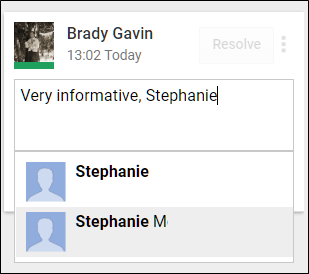 Brady Gavin
13:02 Today
Resolve
Very informative, Stephanie
Stephanie
Stephanie M